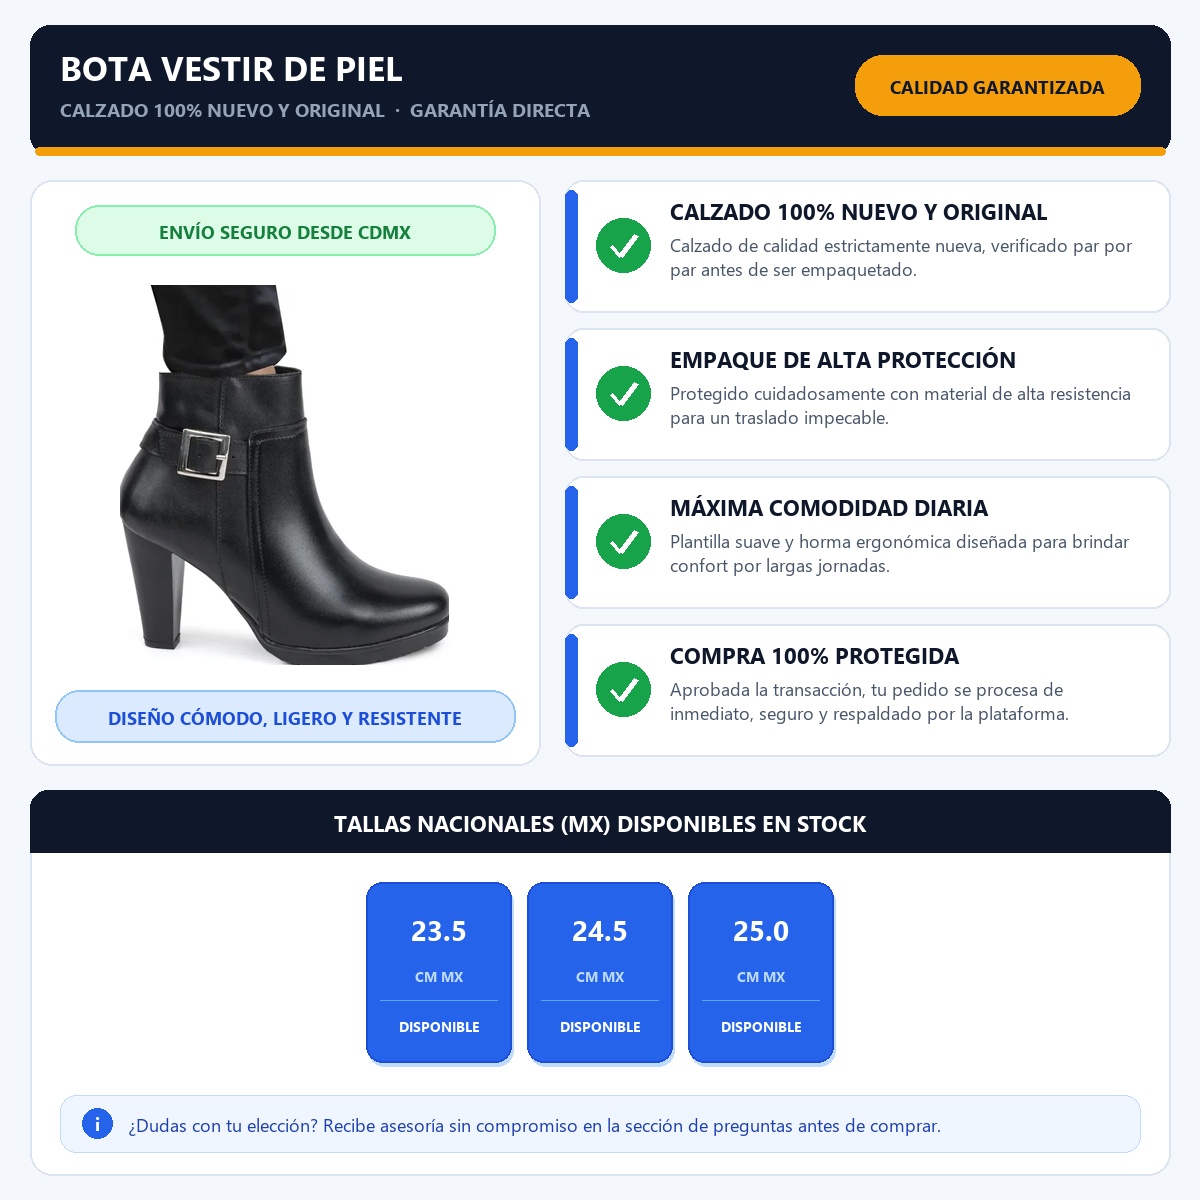 BOTA VESTIR DE PIEL
CALZADO 100% NUEVO Y ORIGINAL · GARANTÍA DIRECTA
CALIDAD GARANTIZADA
ENVÍO SEGURO DESDE CDMX
DISEÑO CÓMODO, LIGERO Y RESISTENTE
CALZADO 100% NUEVO Y ORIGINAL
Calzado de calidad estrictamente nueva, verificado par por
par antes de ser empaquetado.
EMPAQUE DE ALTA PROTECCIÓN
Protegido cuidadosamente con material de alta resistencia
para un traslado impecable.
MÁXIMA COMODIDAD DIARIA
Plantilla suave y horma ergonómica diseñada para brindar
confort por largas jornadas.
COMPRA 100% PROTEGIDA
Aprobada la transacción, tu pedido se procesa de
inmediato, seguro y respaldado por la plataforma.
TALLAS NACIONALES (MX) DISPONIBLES EN STOCK
23.5
CM MX
DISPONIBLE
24.5
CM MX
DISPONIBLE
25.0
CM MX
DISPONIBLE
¿Dudas con tu elección? Recibe asesoría sin compromiso en la sección de preguntas antes de comprar.